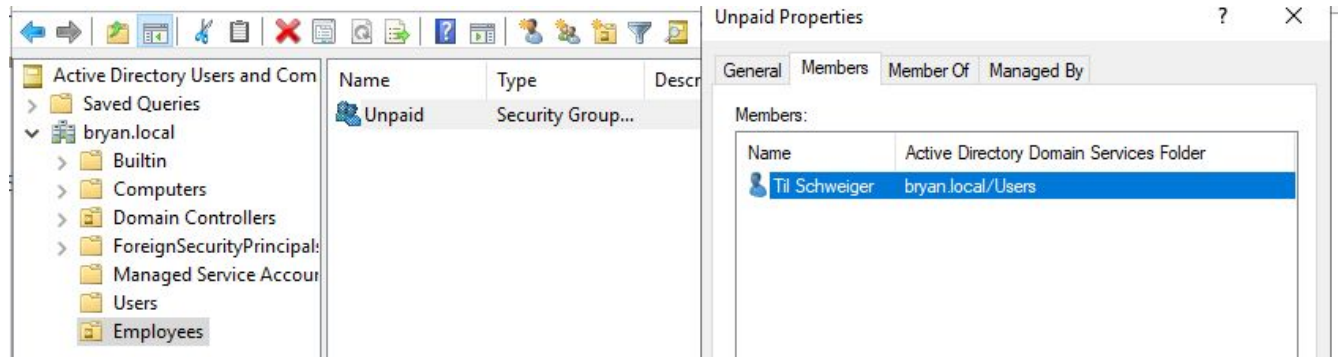 Active Directory Users and Com
Saved Queries
bryan.local
Builtin
Computers
Domain Controllers
ForeignSecurityPrincipals
Managed Service Accour
Users
Employees
Name Type Descr
Unpaid Security Group...
Unpaid Properties
General Members Member Of Managed By
Members:
Name Active Directory Domain Services Folder
Til Schweiger bryan.local/Users